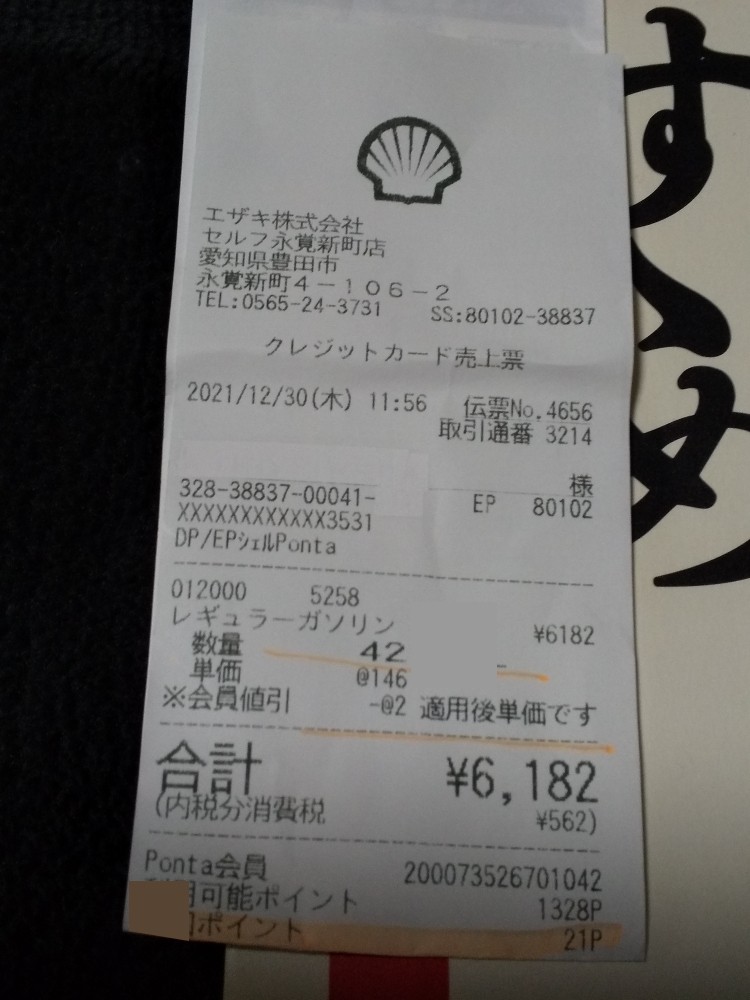 エザキ株式会社
セルフ永覚新町店
愛知県豊田市
永覚新町4-106-2
TEL:0565-24-3731 SS:80102-38837
クレジットカード売上票
2021/12/30(木) 11:56 伝票No.4656
取引通番 3214
様
328-38837-00041- EP 80102
XXXXXXXXXXXX3531
DP/EPシェルPonta
012000 5258
レギュラーガソリン ¥6182
数量 42
単価 @146
※会員値引 -@2 適用後単価です
合計 ¥6,182
(内税分消費税 ¥562)
Ponta会員 200073526701042
用可能ポイント 1328P
ポイント 21P
すゝめ